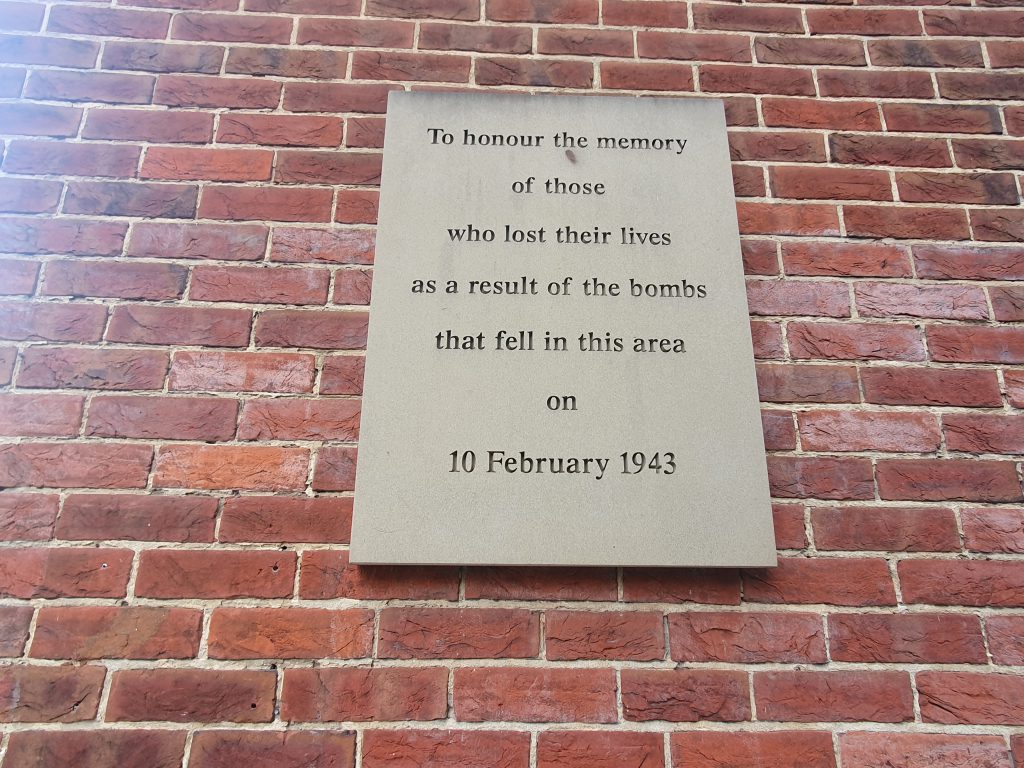 To honour the memory
of those
who lost their lives
as a result of the bombs
that fell in this area
on
10 February 1943